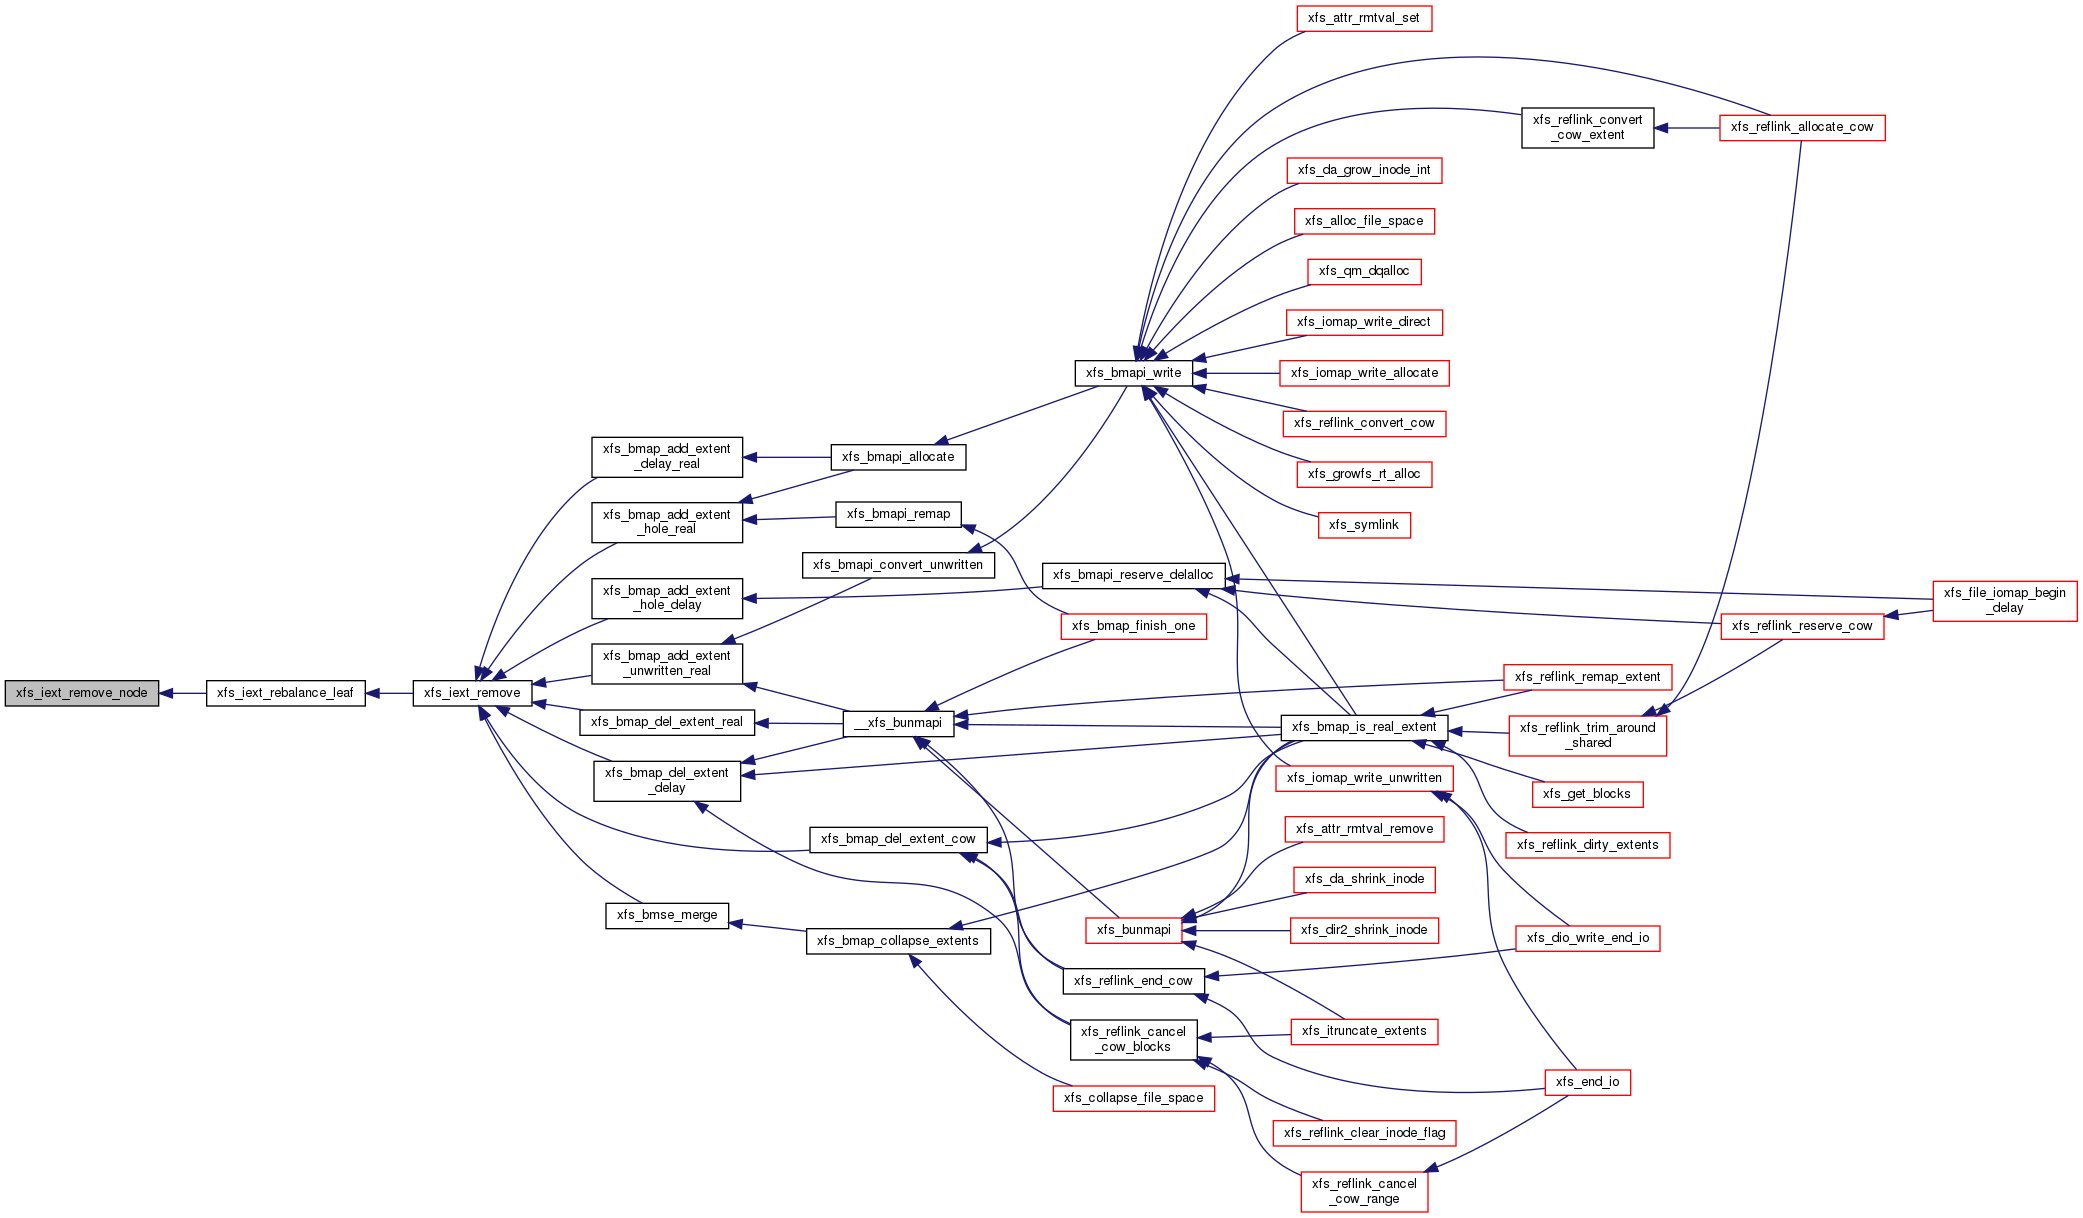 xfs_attr_rmtval_set
xfs_reflink_convert
_cow_extent
xfs_reflink_allocate_cow
xfs_da_grow_inode_int
xfs_alloc_file_space
xfs_qm_dqalloc
xfs_iomap_write_direct
xfs_bmapi_write
xfs_iomap_write_allocate
xfs_reflink_convert_cow
xfs_bmap_add_extent
_delay_real
xfs_bmapi_allocate
xfs_growfs_rt_alloc
xfs_bmap_add_extent
_hole_real
xfs_bmapi_remap
xfs_symlink
xfs_bmapi_convert_unwritten
xfs_bmapi_reserve_delalloc
xfs_bmap_add_extent
_hole_delay
xfs_file_iomap_begin
_delay
xfs_bmap_finish_one
xfs_reflink_reserve_cow
xfs_bmap_add_extent
_unwritten_real
xfs_reflink_remap_extent
xfs_iext_remove_node
xfs_iext_rebalance_leaf
xfs_iext_remove
xfs_bmap_del_extent_real
__xfs_bunmapi
xfs_bmap_is_real_extent
xfs_reflink_trim_around
_shared
xfs_bmap_del_extent
_delay
xfs_iomap_write_unwritten
xfs_get_blocks
xfs_attr_rmtval_remove
xfs_bmap_del_extent_cow
xfs_reflink_dirty_extents
xfs_da_shrink_inode
xfs_bmse_merge
xfs_bunmapi
xfs_dir2_shrink_inode
xfs_bmap_collapse_extents
xfs_dio_write_end_io
xfs_reflink_end_cow
xfs_itruncate_extents
xfs_reflink_cancel
_cow_blocks
xfs_end_io
xfs_collapse_file_space
xfs_reflink_clear_inode_flag
xfs_reflink_cancel
_cow_range